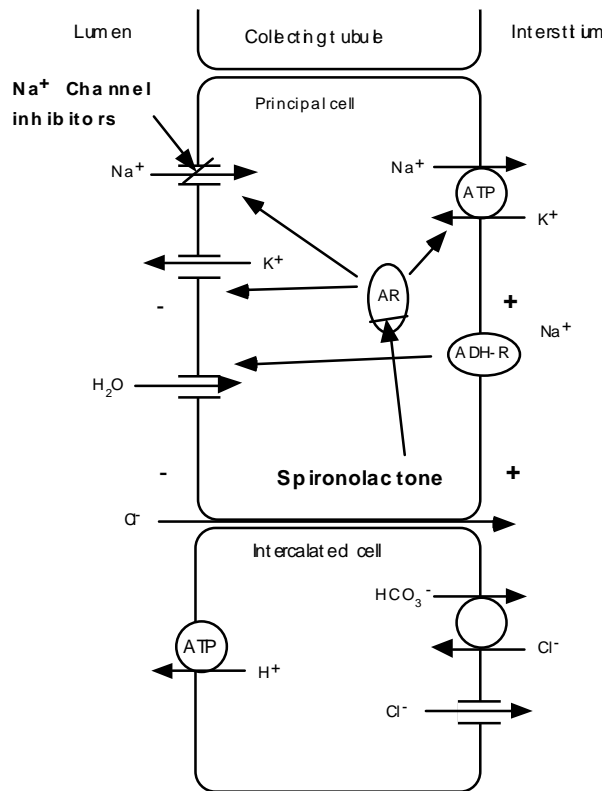 Lumen
Collecting tubule
Interstitium
Na+ Channel
inhibitors
Principal cell
Na+
Na+
ATP
K+
K+
AR
-
+
Na+
ADH-R
H2O
Spironolactone
-
+
Cl-
Intercalated cell
HCO3-
ATP
H+
Cl-
Cl-